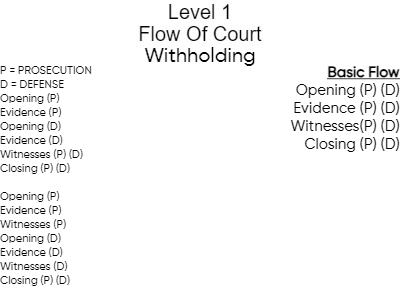 Level 1
Flow Of Court
Withholding
P = PROSECUTION
D = DEFENSE
Opening (P)
Evidence (P)
Opening (D)
Evidence (D)
Witnesses (P) (D)
Closing (P) (D)
Opening (P)
Evidence (P)
Witnesses (P)
Opening (D)
Evidence (D)
Witnesses (D)
Closing (P) (D)
Basic Flow
Opening (P) (D)
Evidence (P) (D)
Witnesses(P) (D)
Closing (P) (D)